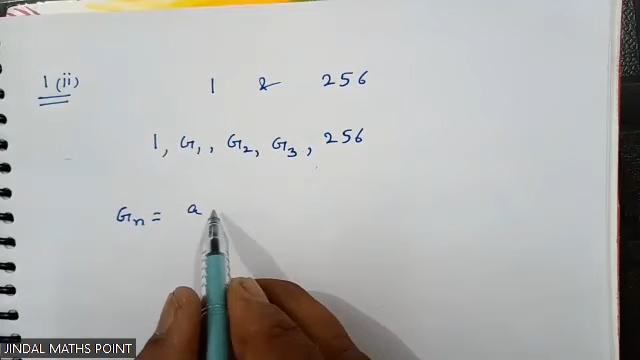 1 (ii) 1 & 256
1, G₁, G₂, G₃, 256
Gₙ = a
JINDAL MATHS POINT